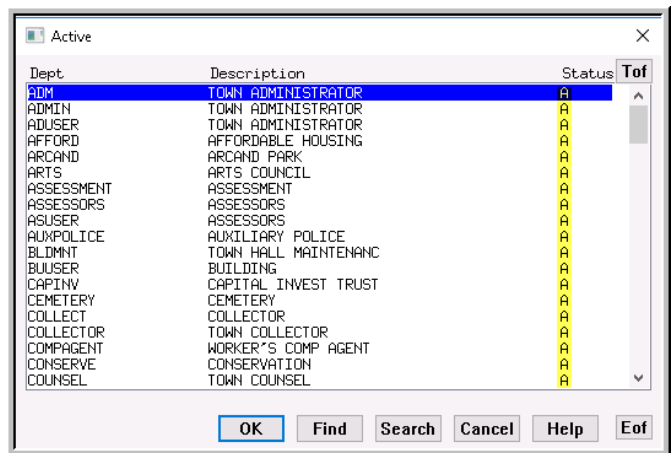 Active
Dept Description Status Tof
ADM TOWN ADMINISTRATOR A
ADMIN TOWN ADMINISTRATOR A
ADUSER TOWN ADMINISTRATOR A
AFFORD AFFORDABLE HOUSING A
ARCAND ARCAND PARK A
ARTS ARTS COUNCIL A
ASSESSMENT ASSESSMENT A
ASSESSORS ASSESSORS A
ASUSER ASSESSORS A
AUXPOLICE AUXILIARY POLICE A
BLDMNT TOWN HALL MAINTENANC A
BUUSER BUILDING A
CAPINV CAPITAL INVEST TRUST A
CEMETERY CEMETERY A
COLLECT COLLECTOR A
COLLECTOR TOWN COLLECTOR A
COMPAGENT WORKER'S COMP AGENT A
CONSERVE CONSERVATION A
COUNSEL TOWN COUNSEL A
OK Find Search Cancel Help Eof